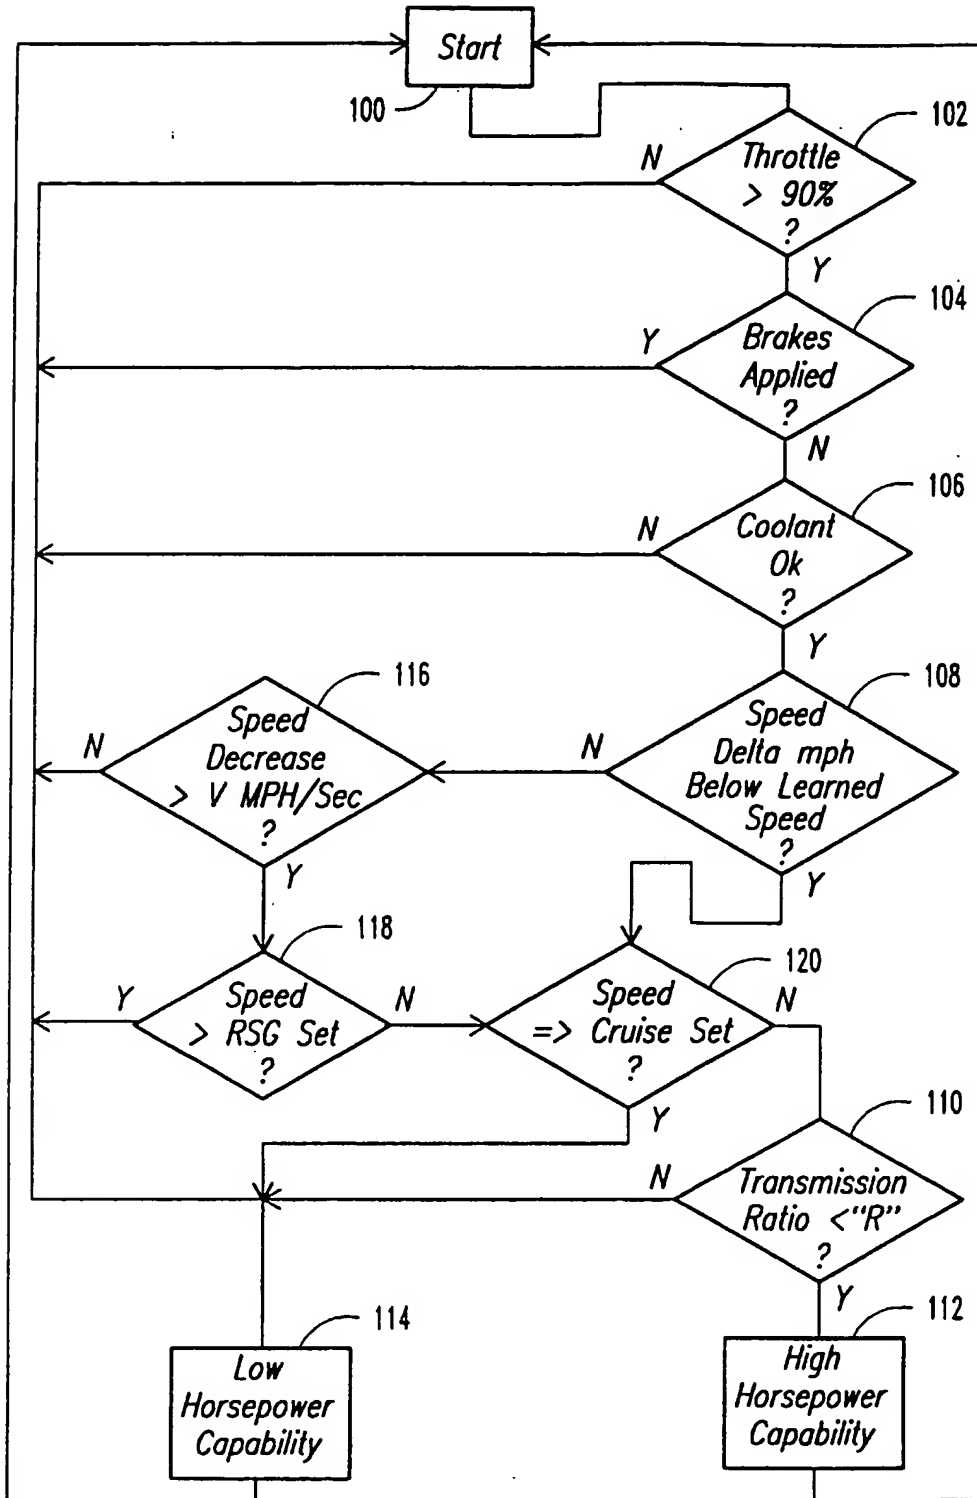 Start
100
102
N
Throttle
> 90%
?
Y
104
Y
Brakes
Applied
?
N
106
N
Coolant
Ok
?
Y
116
108
N
Speed
Decrease
> V MPH/Sec
?
Y
N
Speed
Delta mph
Below Learned
Speed
?
Y
118
Y
Speed
> RSG Set
?
N
120
Speed
=> Cruise Set
?
N
Y
110
N
Transmission
Ratio <"R"
?
Y
114
112
Low
Horsepower
Capability
High
Horsepower
Capability